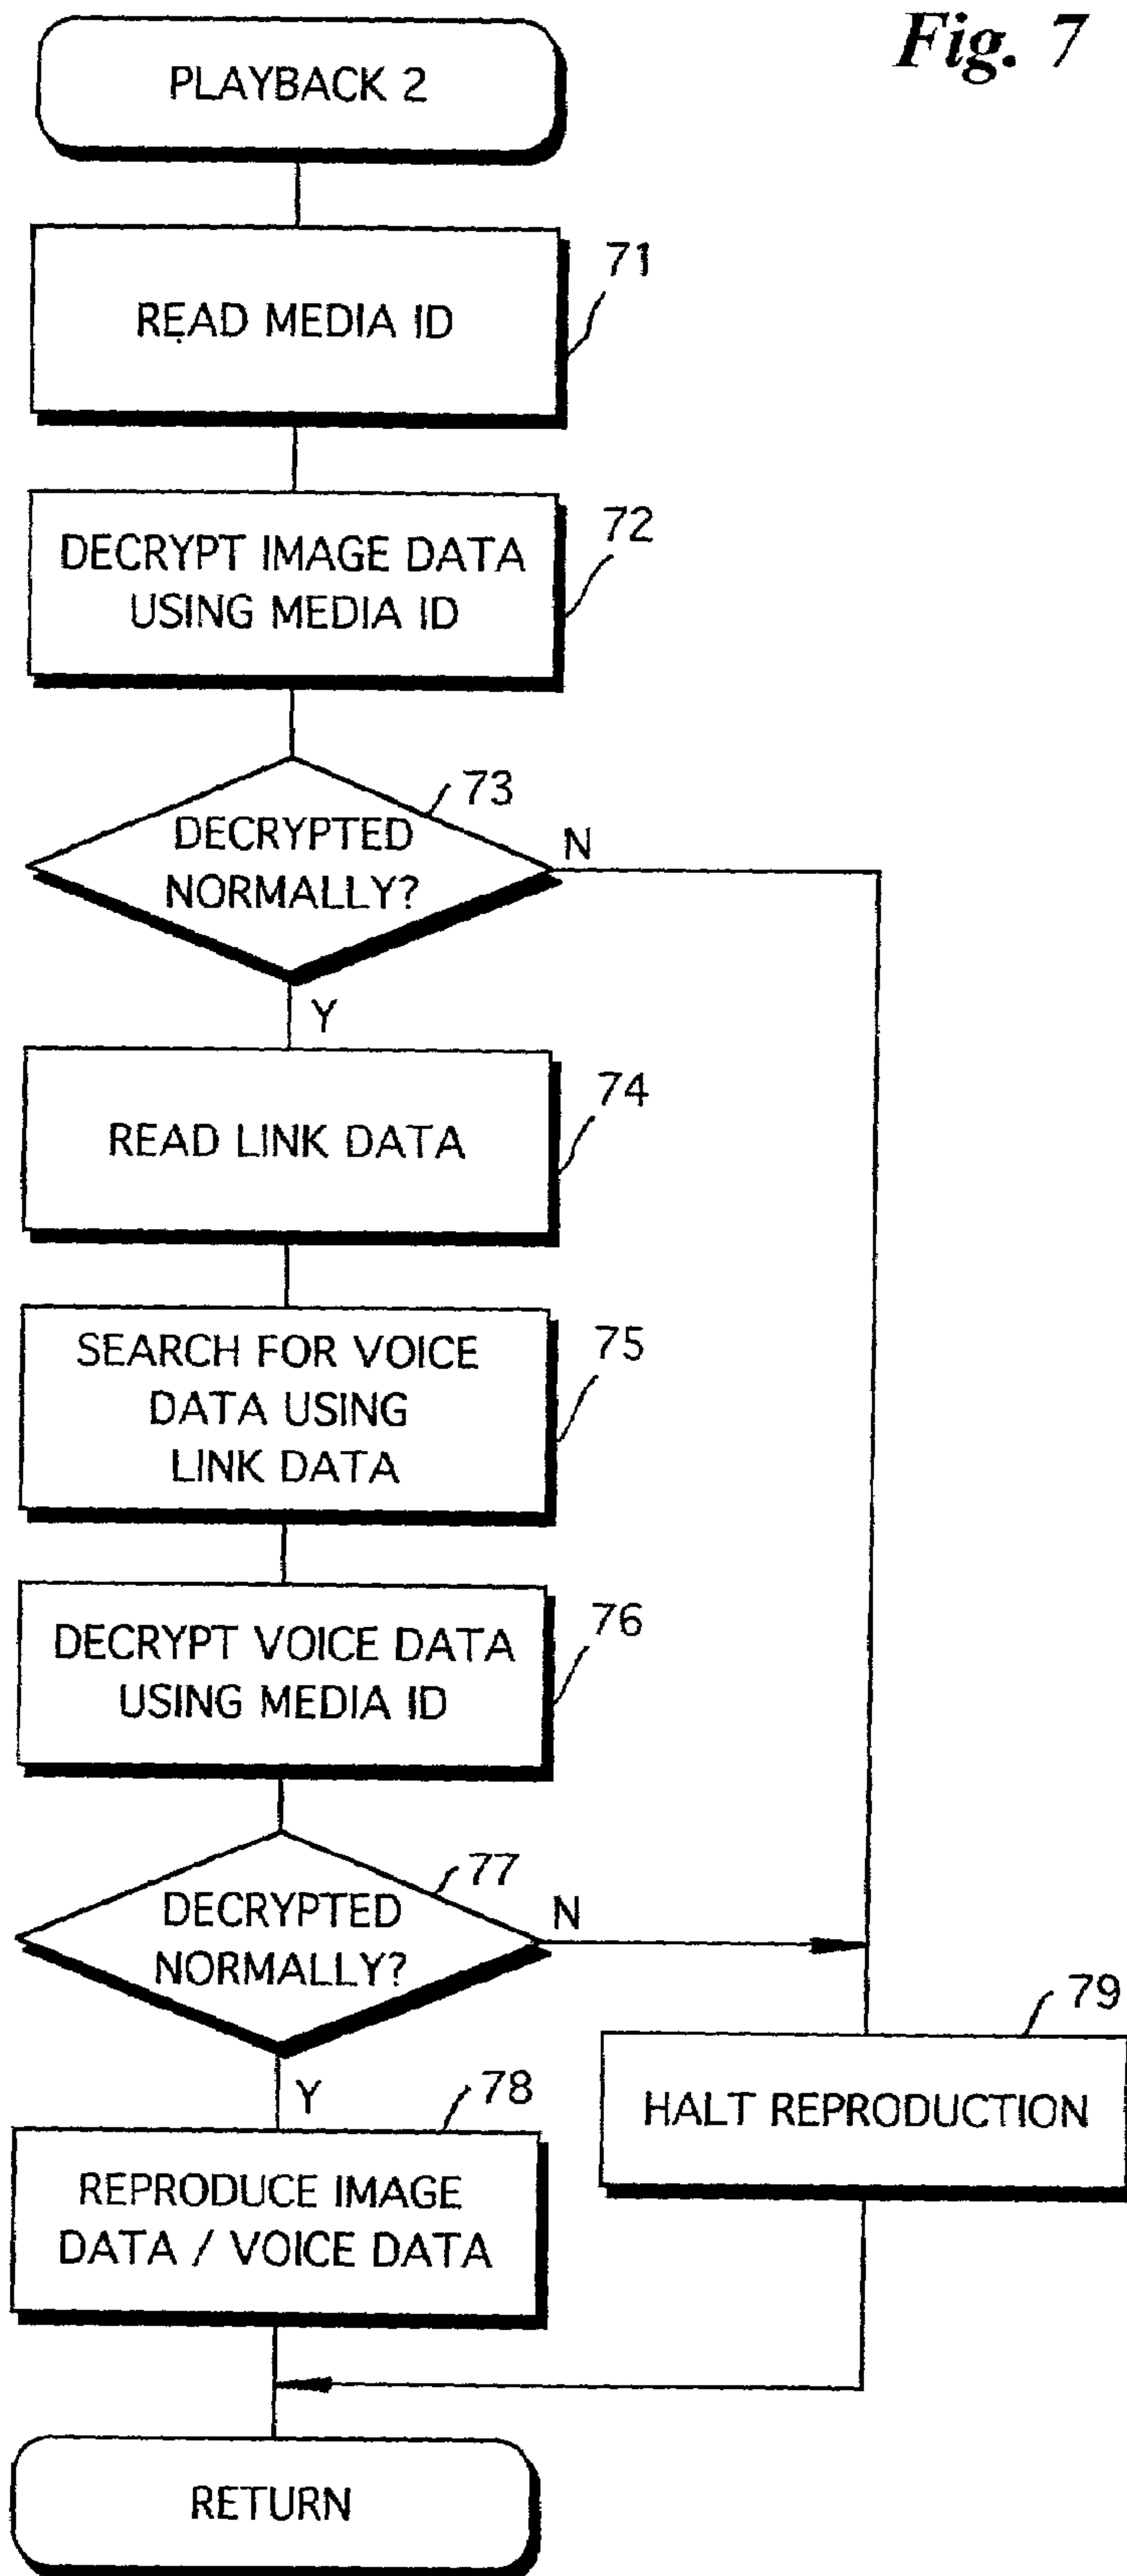 Fig. 7
PLAYBACK 2
71
READ MEDIA ID
72
DECRYPT IMAGE DATA
USING MEDIA ID
73
DECRYPTED
NORMALLY?
N
Y
74
READ LINK DATA
75
SEARCH FOR VOICE
DATA USING
LINK DATA
76
DECRYPT VOICE DATA
USING MEDIA ID
77
DECRYPTED
NORMALLY?
N
Y
79
HALT REPRODUCTION
78
REPRODUCE IMAGE
DATA / VOICE DATA
RETURN